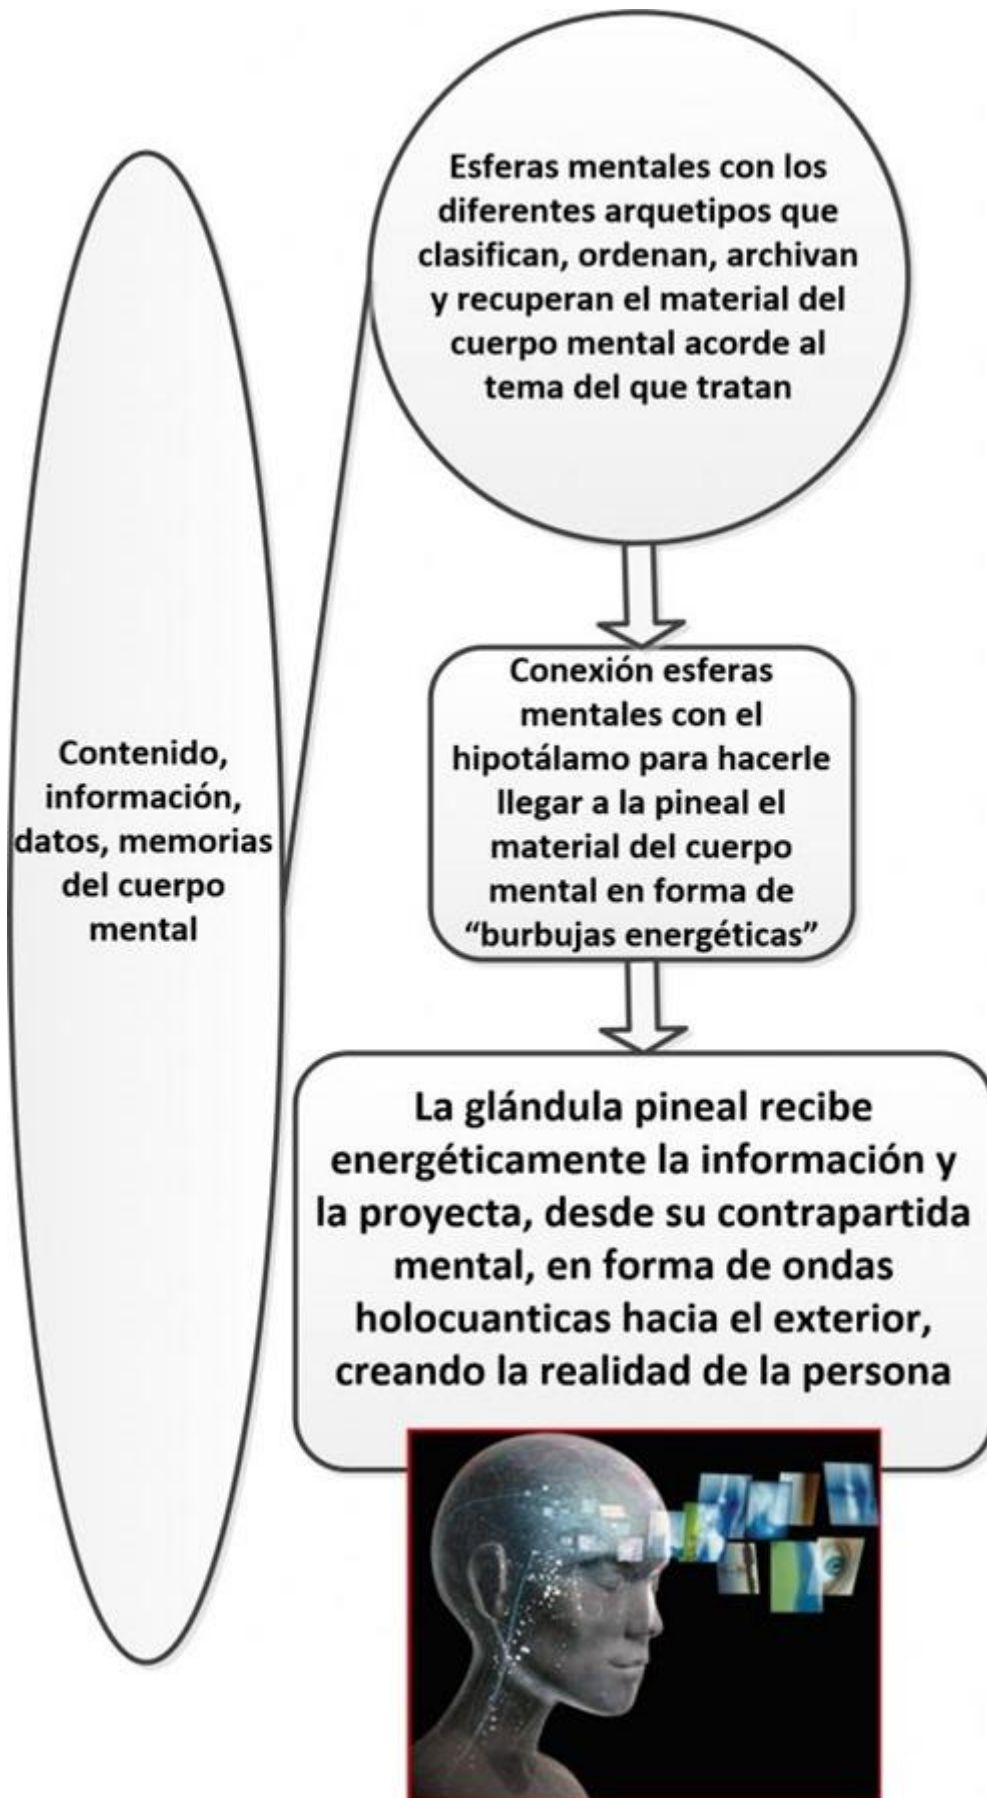 Esferas mentales con los
diferentes arquetipos que
clasifican, ordenan, archivan
y recuperan el material del
cuerpo mental acorde al
tema del que tratan
Contenido,
información,
datos, memorias
del cuerpo
mental
Conexión esferas
mentales con el
hipotálamo para hacerle
llegar a la pineal el
material del cuerpo
mental en forma de
“burbujas energéticas”
La glándula pineal recibe
energéticamente la información y
la proyecta, desde su contrapartida
mental, en forma de ondas
holocuanticas hacia el exterior,
creando la realidad de la persona